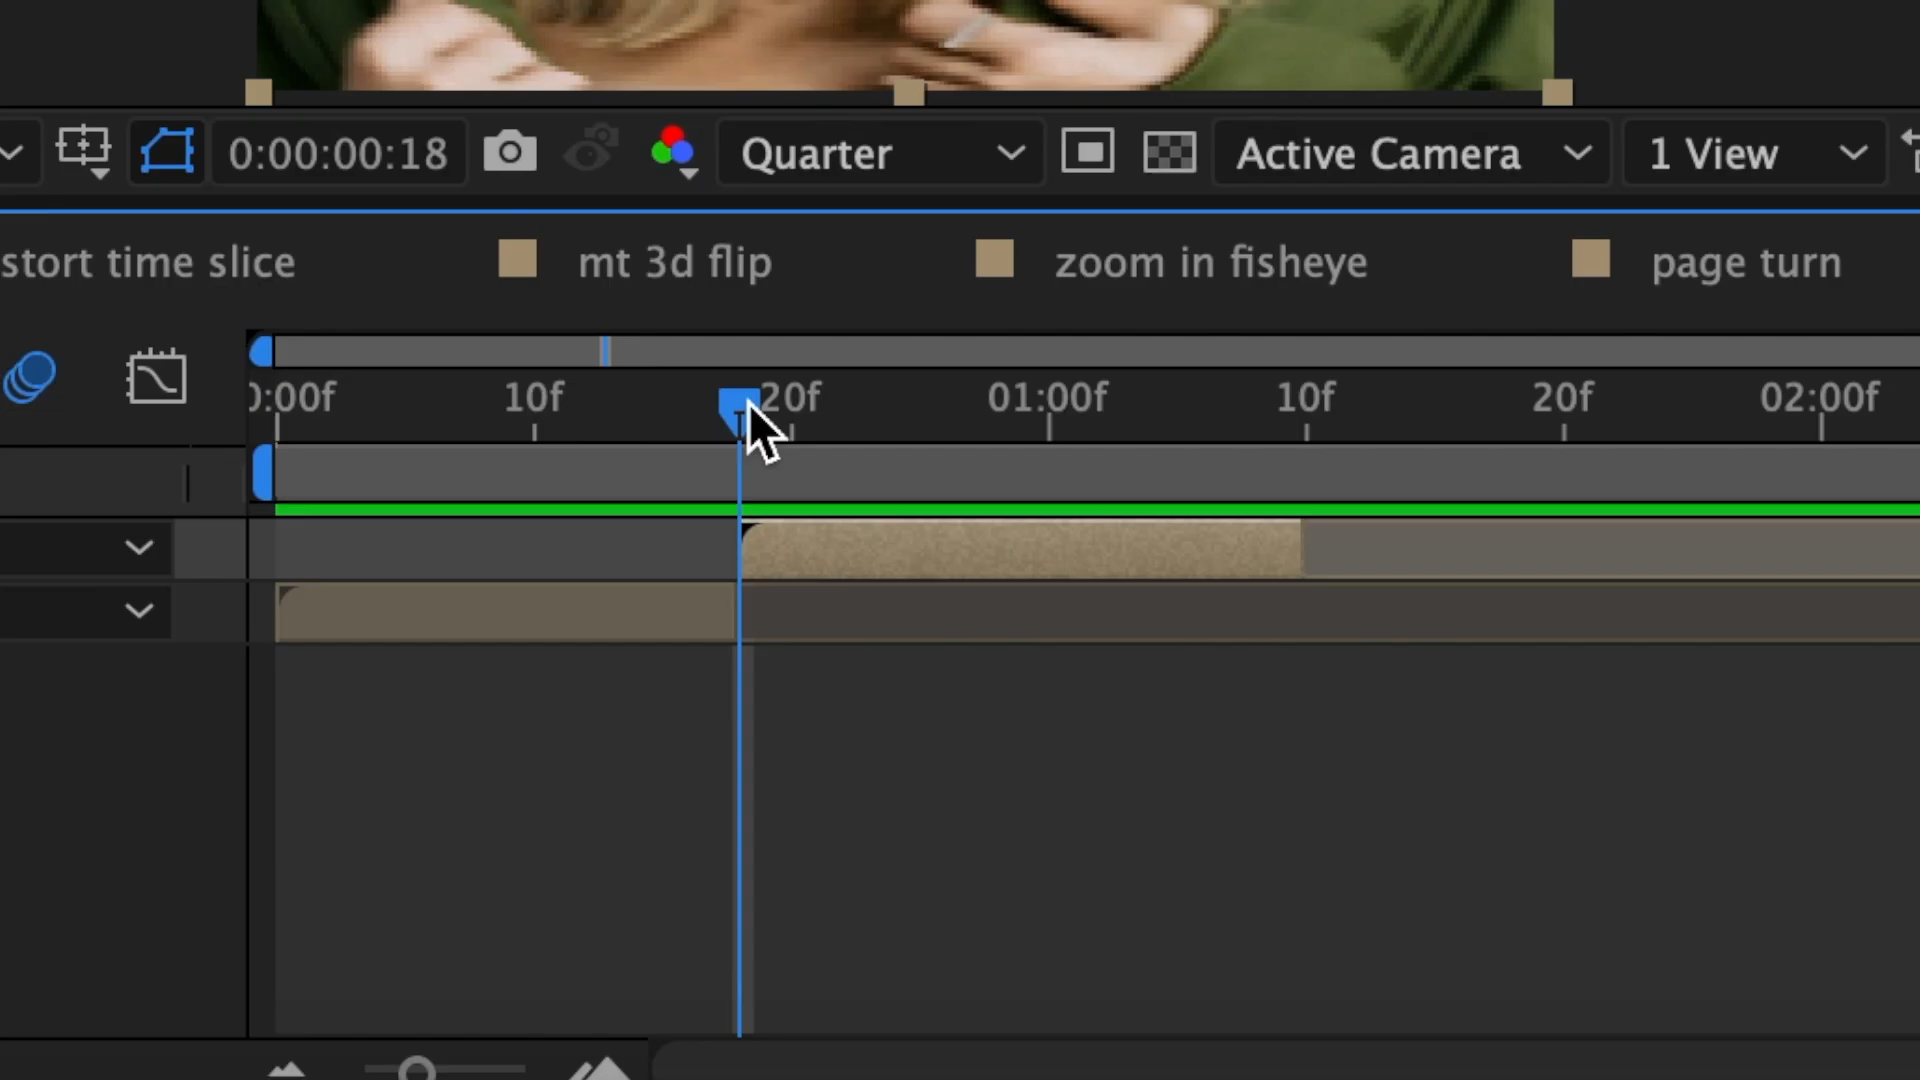 0:00:00:18 Quarter Active Camera 1 View
stort time slice mt 3d flip zoom in fisheye page turn
0:00f 10f 20f 01:00f 10f 20f 02:00f